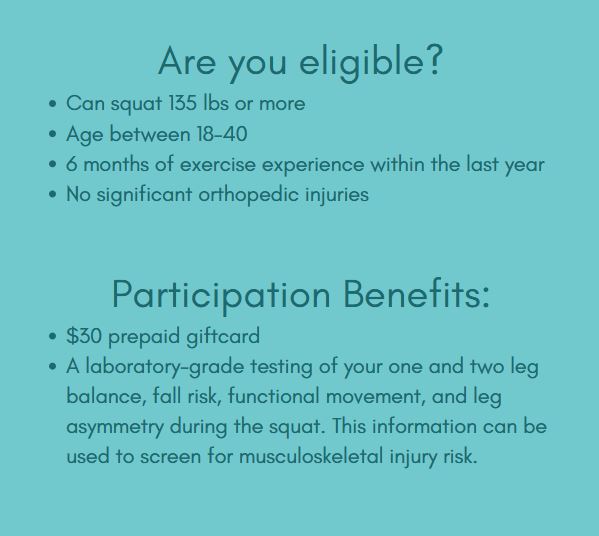 Are you eligible?
• Can squat 135 lbs or more
• Age between 18-40
• 6 months of exercise experience within the last year
• No significant orthopedic injuries
Participation Benefits:
• $30 prepaid giftcard
• A laboratory-grade testing of your one and two leg
balance, fall risk, functional movement, and leg
asymmetry during the squat. This information can be
used to screen for musculoskeletal injury risk.